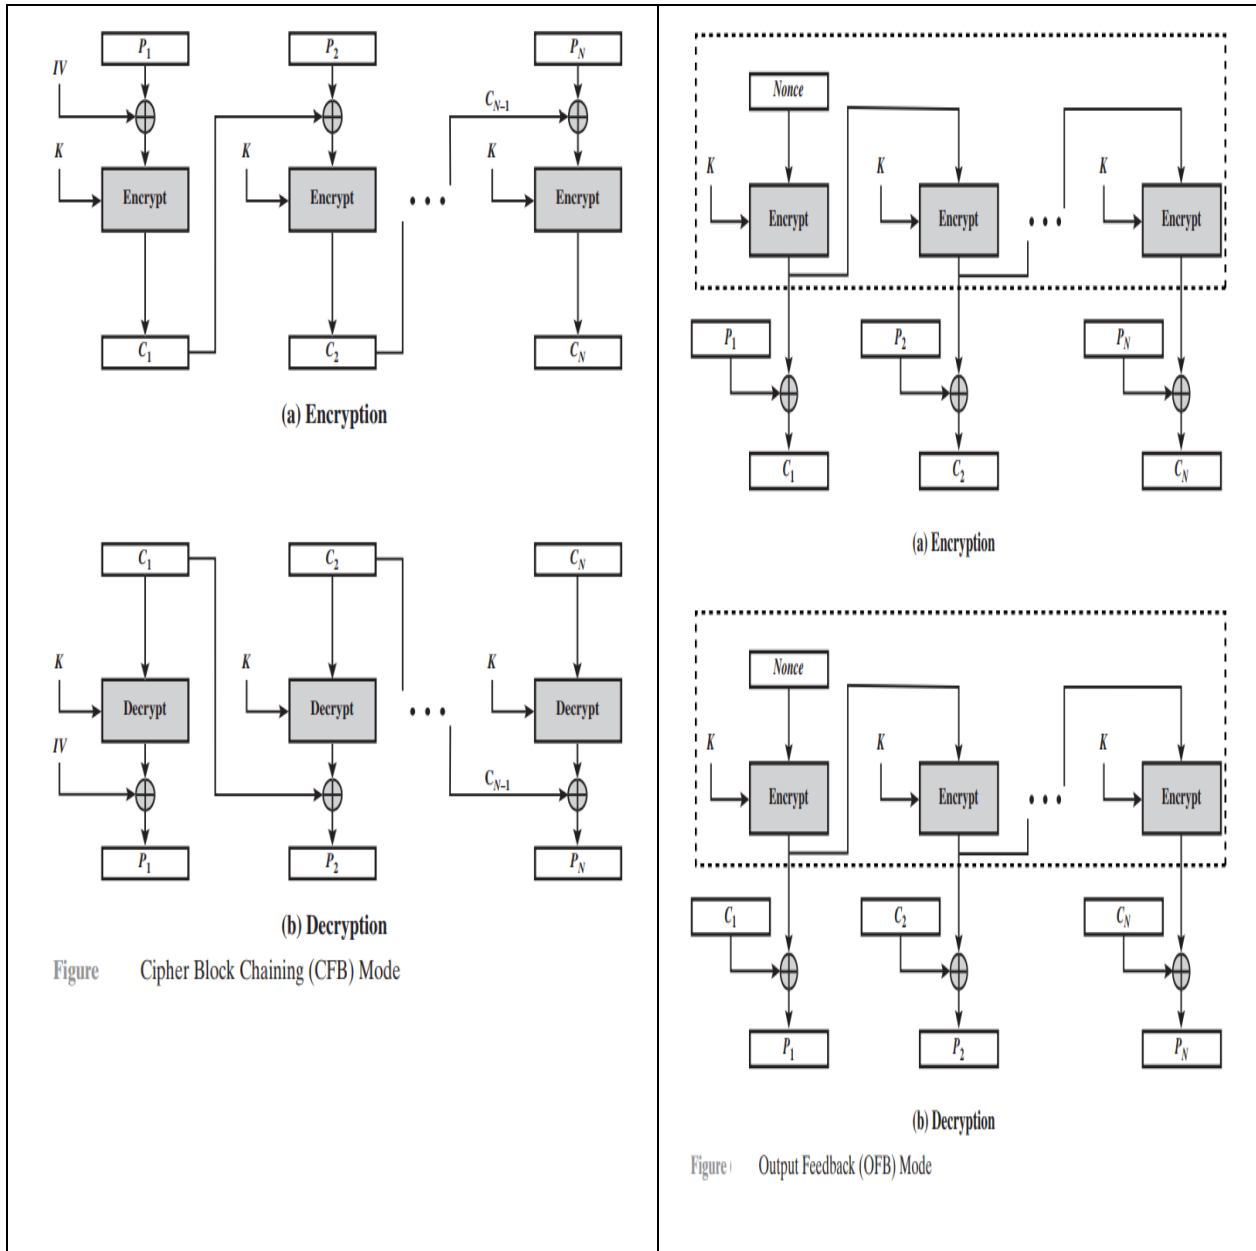 P1
P2
PN
IV
CN−1
K
K
K
Encrypt
Encrypt
• • •
Encrypt
C1
C2
CN
(a) Encryption
C1
C2
CN
K
K
K
Decrypt
Decrypt
• • •
Decrypt
IV
CN−1
P1
P2
PN
(b) Decryption
Figure Cipher Block Chaining (CFB) Mode
Nonce
K
K
K
Encrypt
Encrypt
• • •
Encrypt
P1
P2
PN
C1
C2
CN
(a) Encryption
Nonce
K
K
K
Encrypt
Encrypt
• • •
Encrypt
C1
C2
CN
P1
P2
PN
(b) Decryption
Figure Output Feedback (OFB) Mode